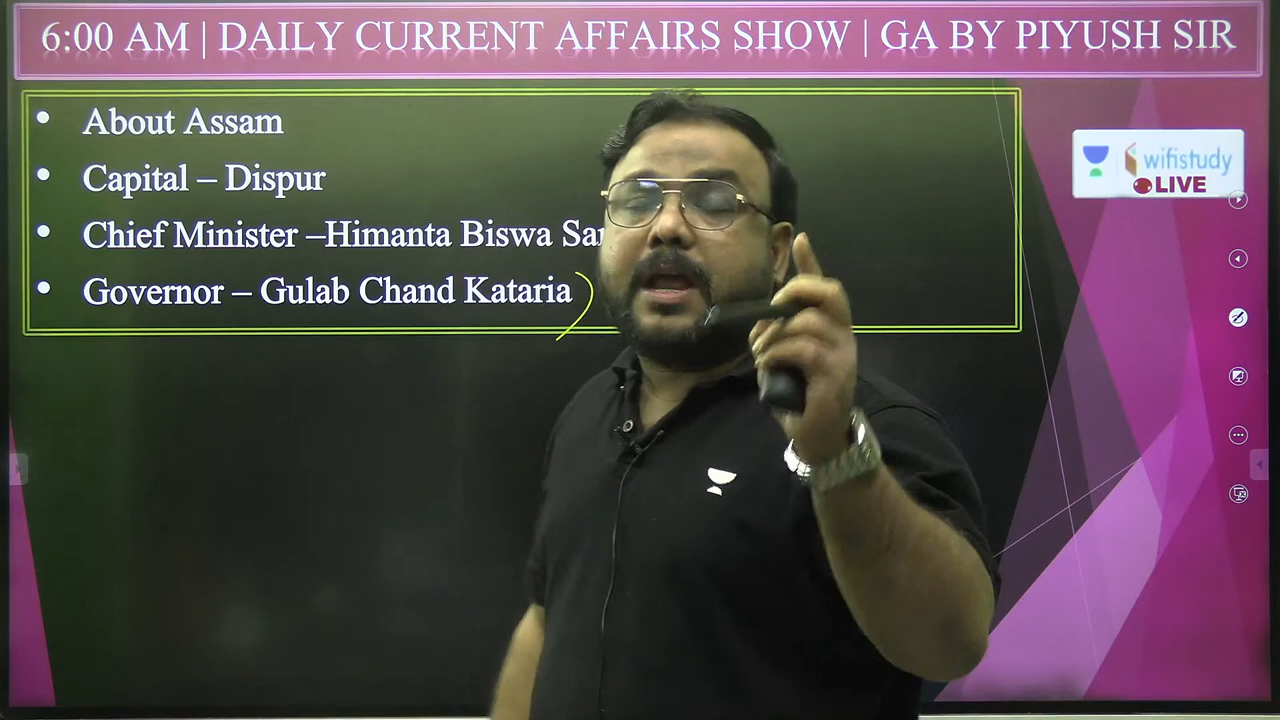 6:00 AM | DAILY CURRENT AFFAIRS SHOW | GA BY PIYUSH SIR
• About Assam
• Capital – Dispur
• Chief Minister –Himanta Biswa
• Governor – Gulab Chand Kataria
wifistudy
LIVE